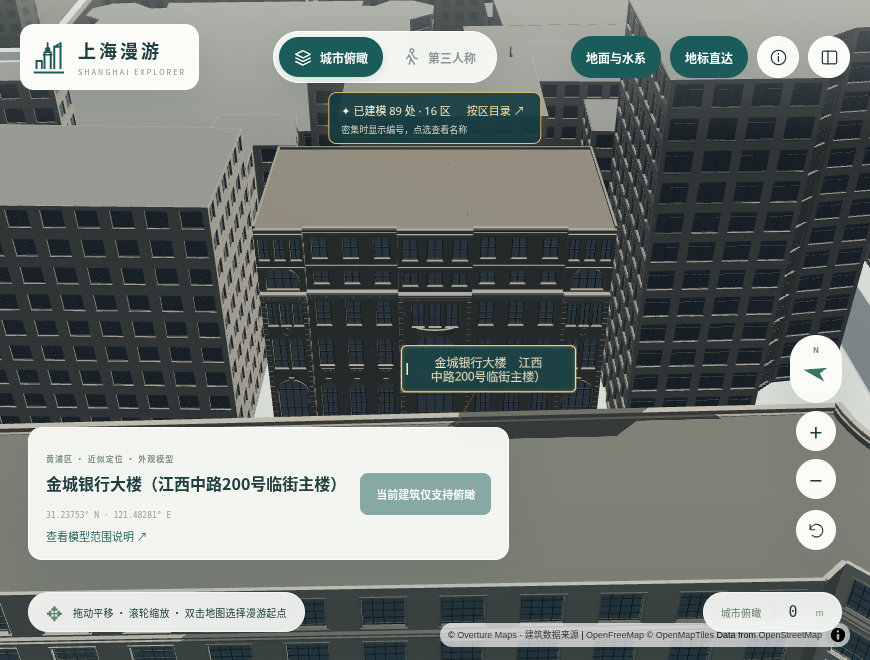 上海漫游
SHANGHAI EXPLORER
城市俯瞰
第三人称
地面与水系
地标直达
✦ 已建模 89 处 · 16 区 按区目录 ↗
密集时显示编号，点选查看名称
金城银行大楼 江西
中路200号临街主楼）
N
+
−
黄浦区 · 近似定位 · 外观模型
金城银行大楼（江西中路200号临街主楼）
当前建筑仅支持俯瞰
31.23753° N · 121.48281° E
查看模型范围说明 ↗
拖动平移 · 滚轮缩放 · 双击地图选择漫游起点
城市俯瞰 0 m
© Overture Maps · 建筑数据来源 | OpenFreeMap © OpenMapTiles Data from OpenStreetMap